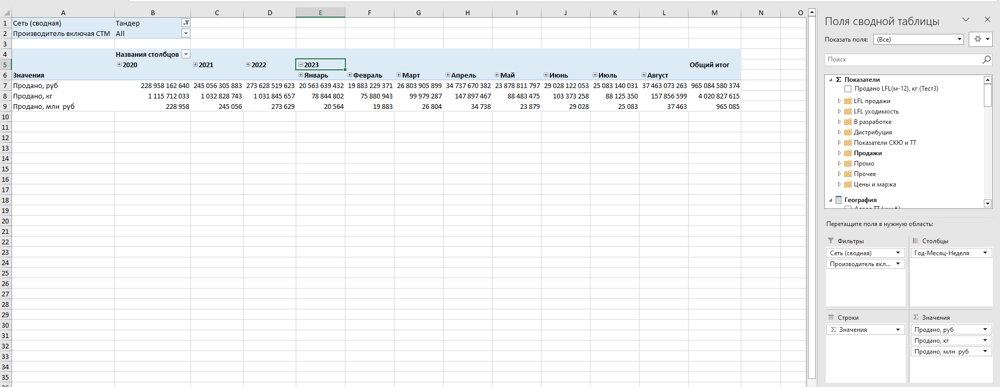 A B C D E F G H I J K L M N O
1 Сеть (сводная) Тандер
2 Производитель включая СТМ All
3
4 Названия столбцов
5 2020 2021 2022 2023 Общий итог
6 Значения Январь Февраль Март Апрель Май Июнь Июль Август
7 Продано, руб 228 958 162 640 245 056 305 883 273 628 519 623 20 563 639 432 19 883 229 371 26 803 905 899 34 737 670 382 23 878 811 797 29 028 122 053 25 083 140 031 37 463 073 263 965 084 580 374
8 Продано, кг 1 115 712 033 1 032 828 743 1 031 845 657 78 844 802 75 880 943 99 979 287 147 897 467 88 483 475 103 373 258 88 125 350 157 856 599 4 020 827 615
9 Продано, млн руб 228 958 245 056 273 629 20 564 19 883 26 804 34 738 23 879 29 028 25 083 37 463 965 085
10
11
12
13
14
15
16
17
18
19
20
21
22
23
24
25
26
27
28
29
30
31
32
33
34
35
Поля сводной таблицы
Показать поля: (Все)
Поиск
Σ Показатели
Продано LFL(м-12), кг (Тест3)
LFL продажи
LFL уходимость
В разработке
Дистрибуция
Показатели СКЮ и ТТ
Продажи
Промо
Прочее
Цены и маржа
География
Перетащите поля в нужную область:
Фильтры
Сеть (сводная)
Производитель вкл...
Столбцы
Год-Месяц-Неделя
Строки
Σ Значения
Σ Значения
Продано, руб
Продано, кг
Продано, млн руб